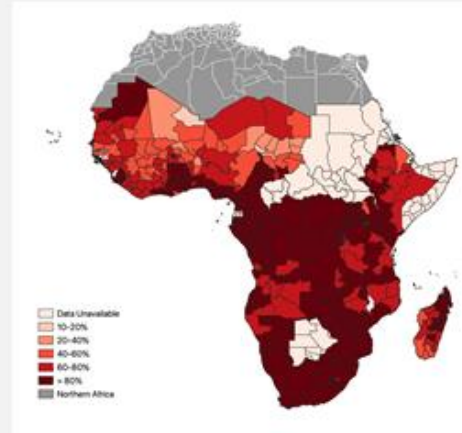 Data Unavailable
10-20%
20-40%
40-60%
60-80%
> 80%
Northern Africa